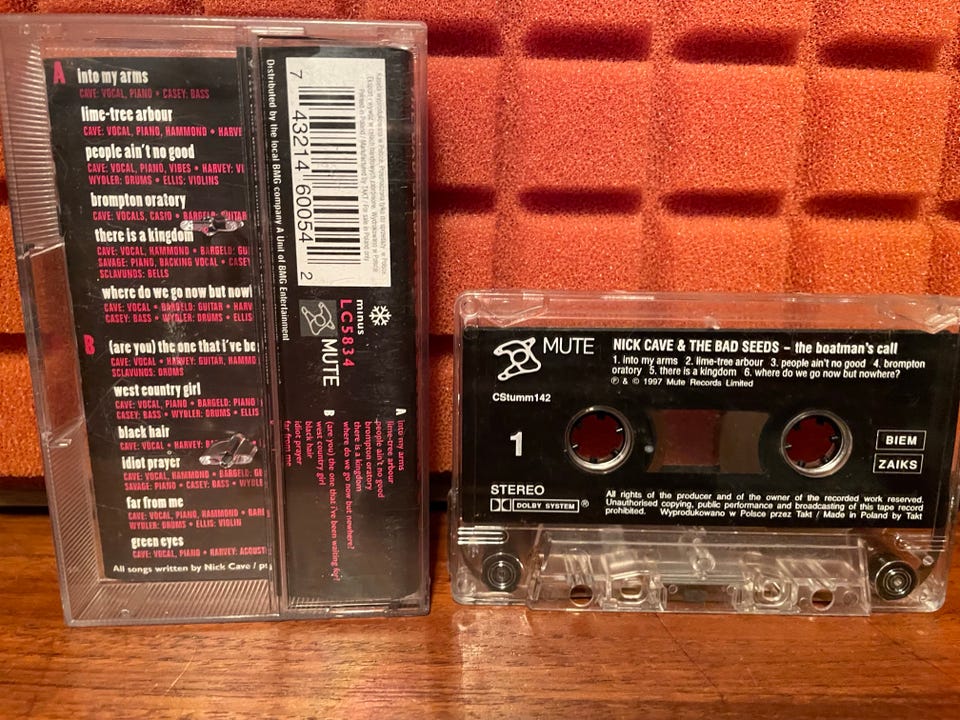 A
into my arms
CAVE: VOCAL, PIANO • CASEY: BASS
lime-tree arbour
CAVE: VOCAL, PIANO, HAMMOND • HARVE
people ain't no good
CAVE: VOCAL, PIANO, VIBES • HARVEY: VI
WYDLER: DRUMS • ELLIS: VIOLINS
brompton oratory
CAVE: VOCALS, CASIO • BARGELD: GUITAR
there is a kingdom
CAVE: VOCAL, HAMMOND • BARGELD: GUI
SAVAGE: PIANO, BACKING VOCAL • CASEY
SCLAVUNOS: BELLS
where do we go now but now
CAVE: VOCAL • BARGELD: GUITAR • HARV
CASEY: BASS • WYDLER: DRUMS • ELLIS
B
(are you) the one that i've be
CAVE: VOCAL • HARVEY: GUITAR, HAMMO
SCLAVUNOS: DRUMS
west country girl
CAVE: VOCAL, PIANO • BARGELD: PIANO
CASEY: BASS • WYDLER: DRUMS • ELLIS
black hair
CAVE: VOCAL • HARVEY: B
idiot prayer
CAVE: VOCAL, HAMMOND • BARGELD: GU
SAVAGE: PIANO • CASEY: BASS • WYDL
far from me
CAVE: VOCAL, PIANO, HAMMOND • BARG
WYDLER: DRUMS • ELLIS: VIOLIN
green eyes
CAVE: VOCAL, PIANO • HARVEY: ACOUST
All songs written by Nick Cave / pu
Distributed by the local BMG company A Unit of BMG Entertainment
7 43214 60054 2
minus
LC5834
MUTE
A
into my arms
lime-tree arbour
people ain't no good
brompton oratory
there is a kingdom
where do we go now but nowhere?
B
(are you) the one that i've been waiting for?
west country girl
black hair
idiot prayer
far from me
MUTE
NICK CAVE & THE BAD SEEDS – the boatman's call
1. into my arms 2. lime-tree arbour 3. people ain't no good 4. brompton
oratory 5. there is a kingdom 6. where do we go now but nowhere?
℗ & © 1997 Mute Records Limited
CStumm142
1
BIEM
ZAIKS
STEREO
DOLBY SYSTEM ®
All rights of the producer and of the owner of the recorded work reserved.
Unauthorised copying, public performance and broadcasting of this tape record
prohibited. Wyprodukowano w Polsce przez Takt / Made in Poland by Takt